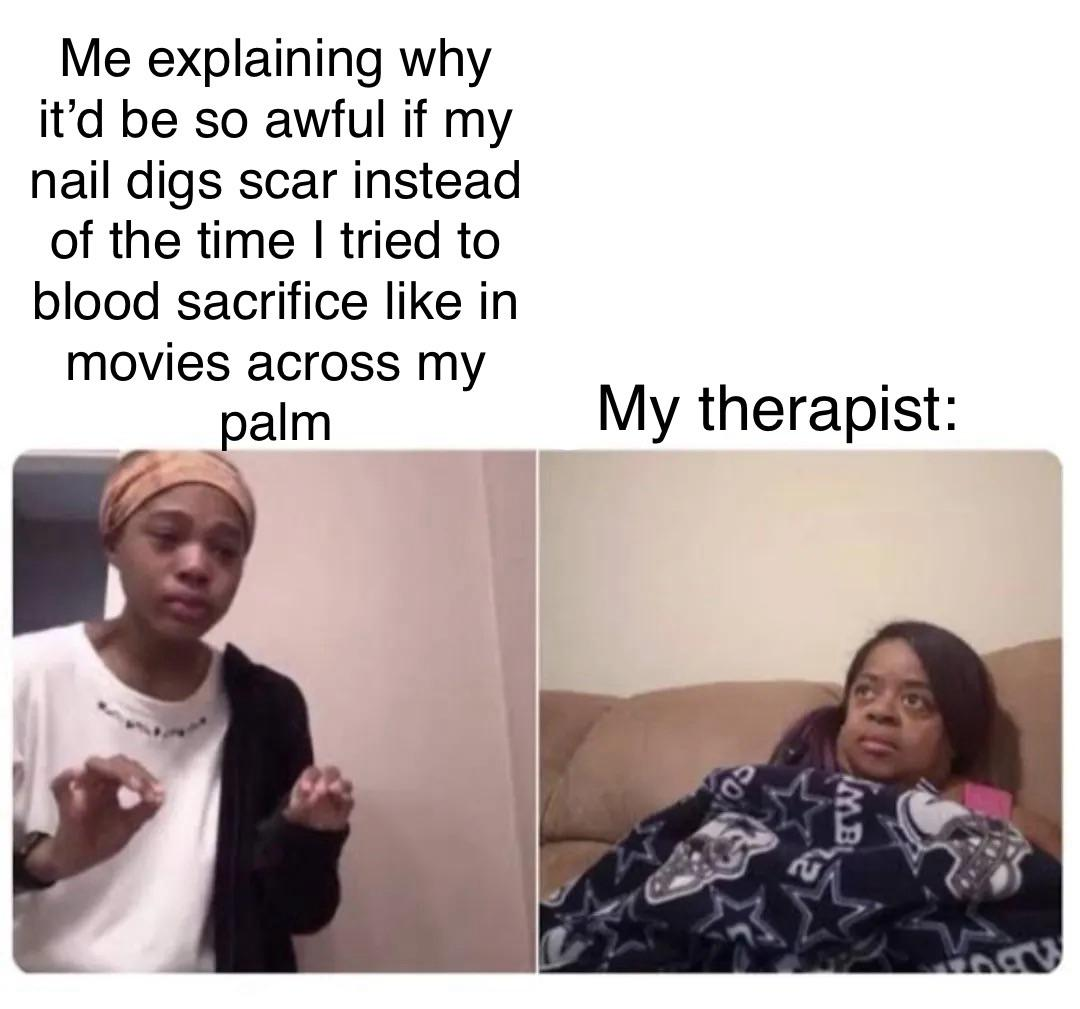 Me explaining why
it’d be so awful if my
nail digs scar instead
of the time I tried to
blood sacrifice like in
movies across my
palm
My therapist: